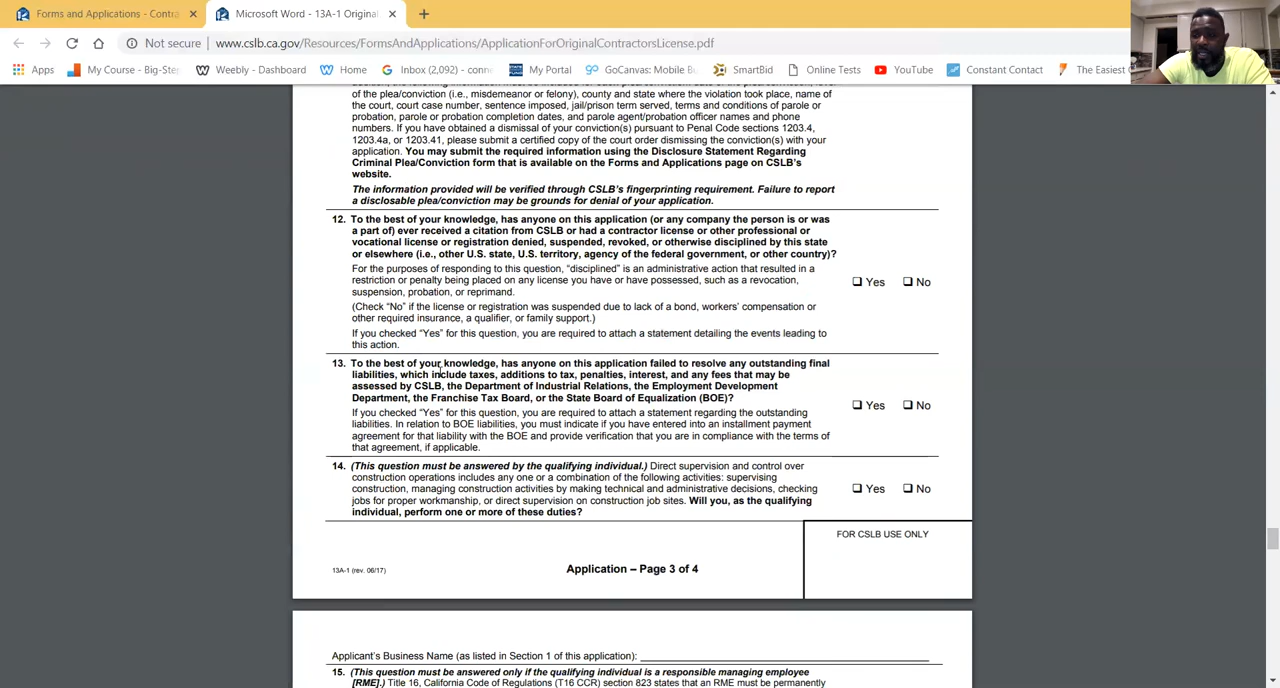 Forms and Applications - Contra
Microsoft Word - 13A-1 Original
Not secure
www.cslb.ca.gov/Resources/FormsAndApplications/ApplicationForOriginalContractorsLicense.pdf
Apps
My Course - Big-Ste
Weebly - Dashboard
Home
Inbox (2,092) - conne
My Portal
GoCanvas: Mobile Bu
SmartBid
Online Tests
YouTube
Constant Contact
The Easiest
of the plea/conviction (i.e., misdemeanor or felony), county and state where the violation took place, name of
the court, court case number, sentence imposed, jail/prison term served, terms and conditions of parole or
probation, parole or probation completion dates, and parole agent/probation officer names and phone
numbers. If you have obtained a dismissal of your conviction(s) pursuant to Penal Code sections 1203.4,
1203.4a, or 1203.41, please submit a certified copy of the court order dismissing the conviction(s) with your
application. You may submit the required information using the Disclosure Statement Regarding
Criminal Plea/Conviction form that is available on the Forms and Applications page on CSLB's
website.
The information provided will be verified through CSLB's fingerprinting requirement. Failure to report
a disclosable plea/conviction may be grounds for denial of your application.
12. To the best of your knowledge, has anyone on this application (or any company the person is or was
a part of) ever received a citation from CSLB or had a contractor license or other professional or
vocational license or registration denied, suspended, revoked, or otherwise disciplined by this state
or elsewhere (i.e., other U.S. state, U.S. territory, agency of the federal government, or other country)?
For the purposes of responding to this question, "disciplined" is an administrative action that resulted in a
restriction or penalty being placed on any license you have or have possessed, such as a revocation,
suspension, probation, or reprimand.
Yes No
(Check "No" if the license or registration was suspended due to lack of a bond, workers' compensation or
other required insurance, a qualifier, or family support.)
If you checked "Yes" for this question, you are required to attach a statement detailing the events leading to
this action.
13. To the best of your knowledge, has anyone on this application failed to resolve any outstanding final
liabilities, which include taxes, additions to tax, penalties, interest, and any fees that may be
assessed by CSLB, the Department of Industrial Relations, the Employment Development
Department, the Franchise Tax Board, or the State Board of Equalization (BOE)?
Yes No
If you checked "Yes" for this question, you are required to attach a statement regarding the outstanding
liabilities. In relation to BOE liabilities, you must indicate if you have entered into an installment payment
agreement for that liability with the BOE and provide verification that you are in compliance with the terms of
that agreement, if applicable.
14. (This question must be answered by the qualifying individual.) Direct supervision and control over
construction operations includes any one or a combination of the following activities: supervising
construction, managing construction activities by making technical and administrative decisions, checking
jobs for proper workmanship, or direct supervision on construction job sites. Will you, as the qualifying
individual, perform one or more of these duties?
Yes No
FOR CSLB USE ONLY
13A-1 (rev. 06/17)
Application – Page 3 of 4
Applicant's Business Name (as listed in Section 1 of this application):
15. (This question must be answered only if the qualifying individual is a responsible managing employee
[RME].) Title 16, California Code of Regulations (T16 CCR) section 823 states that an RME must be permanently